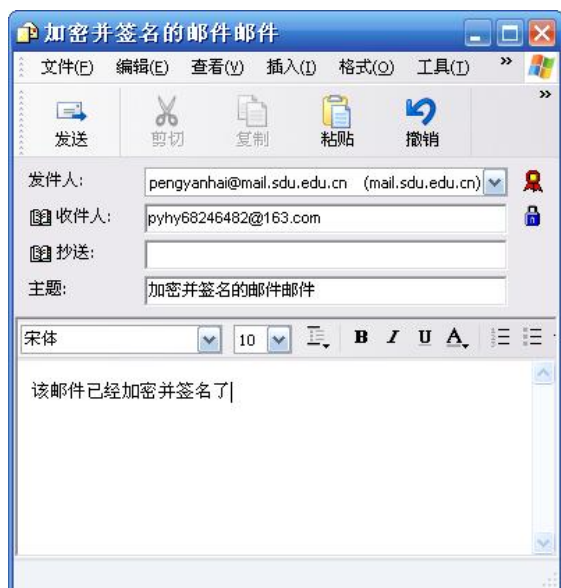 加密并签名的邮件邮件
文件(F) 编辑(E) 查看(V) 插入(I) 格式(O) 工具(T) »
发送 剪切 复制 粘贴 撤销 »
发件人: pengyanhai@mail.sdu.edu.cn (mail.sdu.edu.cn)
收件人: pyhy68246482@163.com
抄送:
主题: 加密并签名的邮件邮件
宋体 10 B I U A
该邮件已经加密并签名了